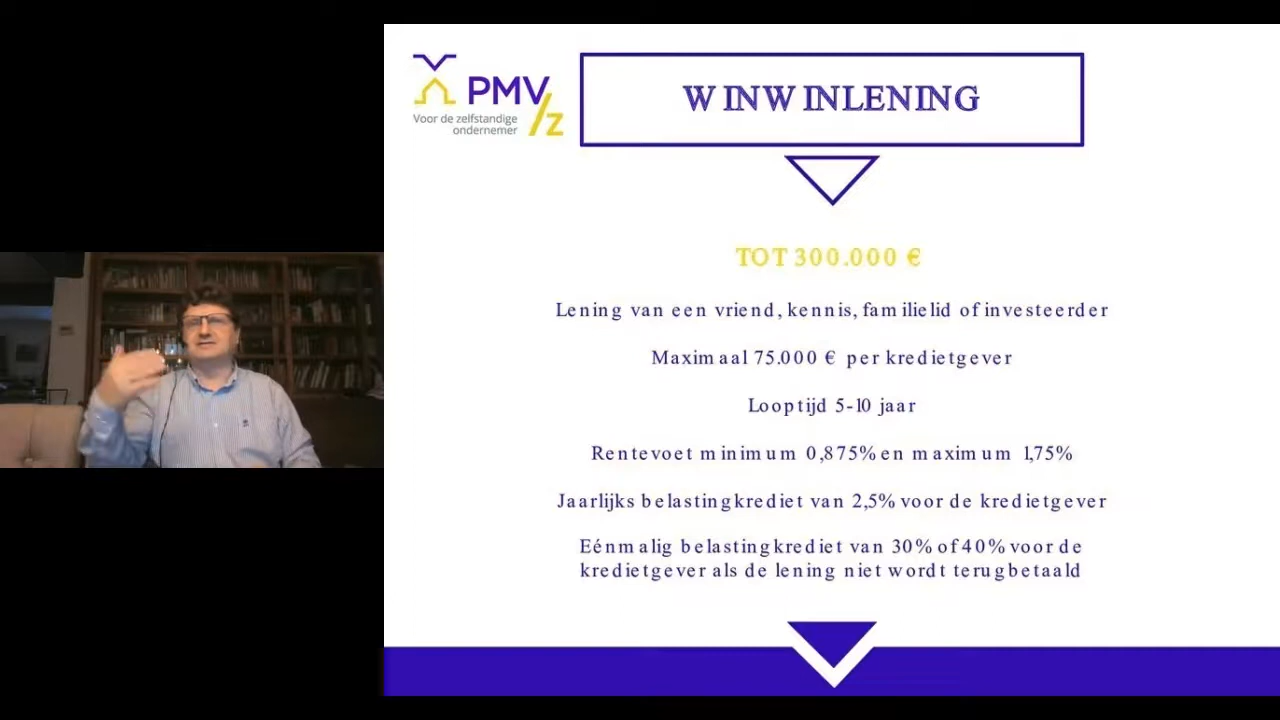 PMV/z
Voor de zelfstandige
ondernemer
WINWINLENING
TOT 300.000 €
Lening van een vriend, kennis, familielid of investeerder
Maximaal 75.000 € per kredietgever
Looptijd 5-10 jaar
Rentevoet minimum 0,875% en maximum 1,75%
Jaarlijks belastingkrediet van 2,5% voor de kredietgever
Eénmalig belastingkrediet van 30% of 40% voor de
kredietgever als de lening niet wordt terugbetaald